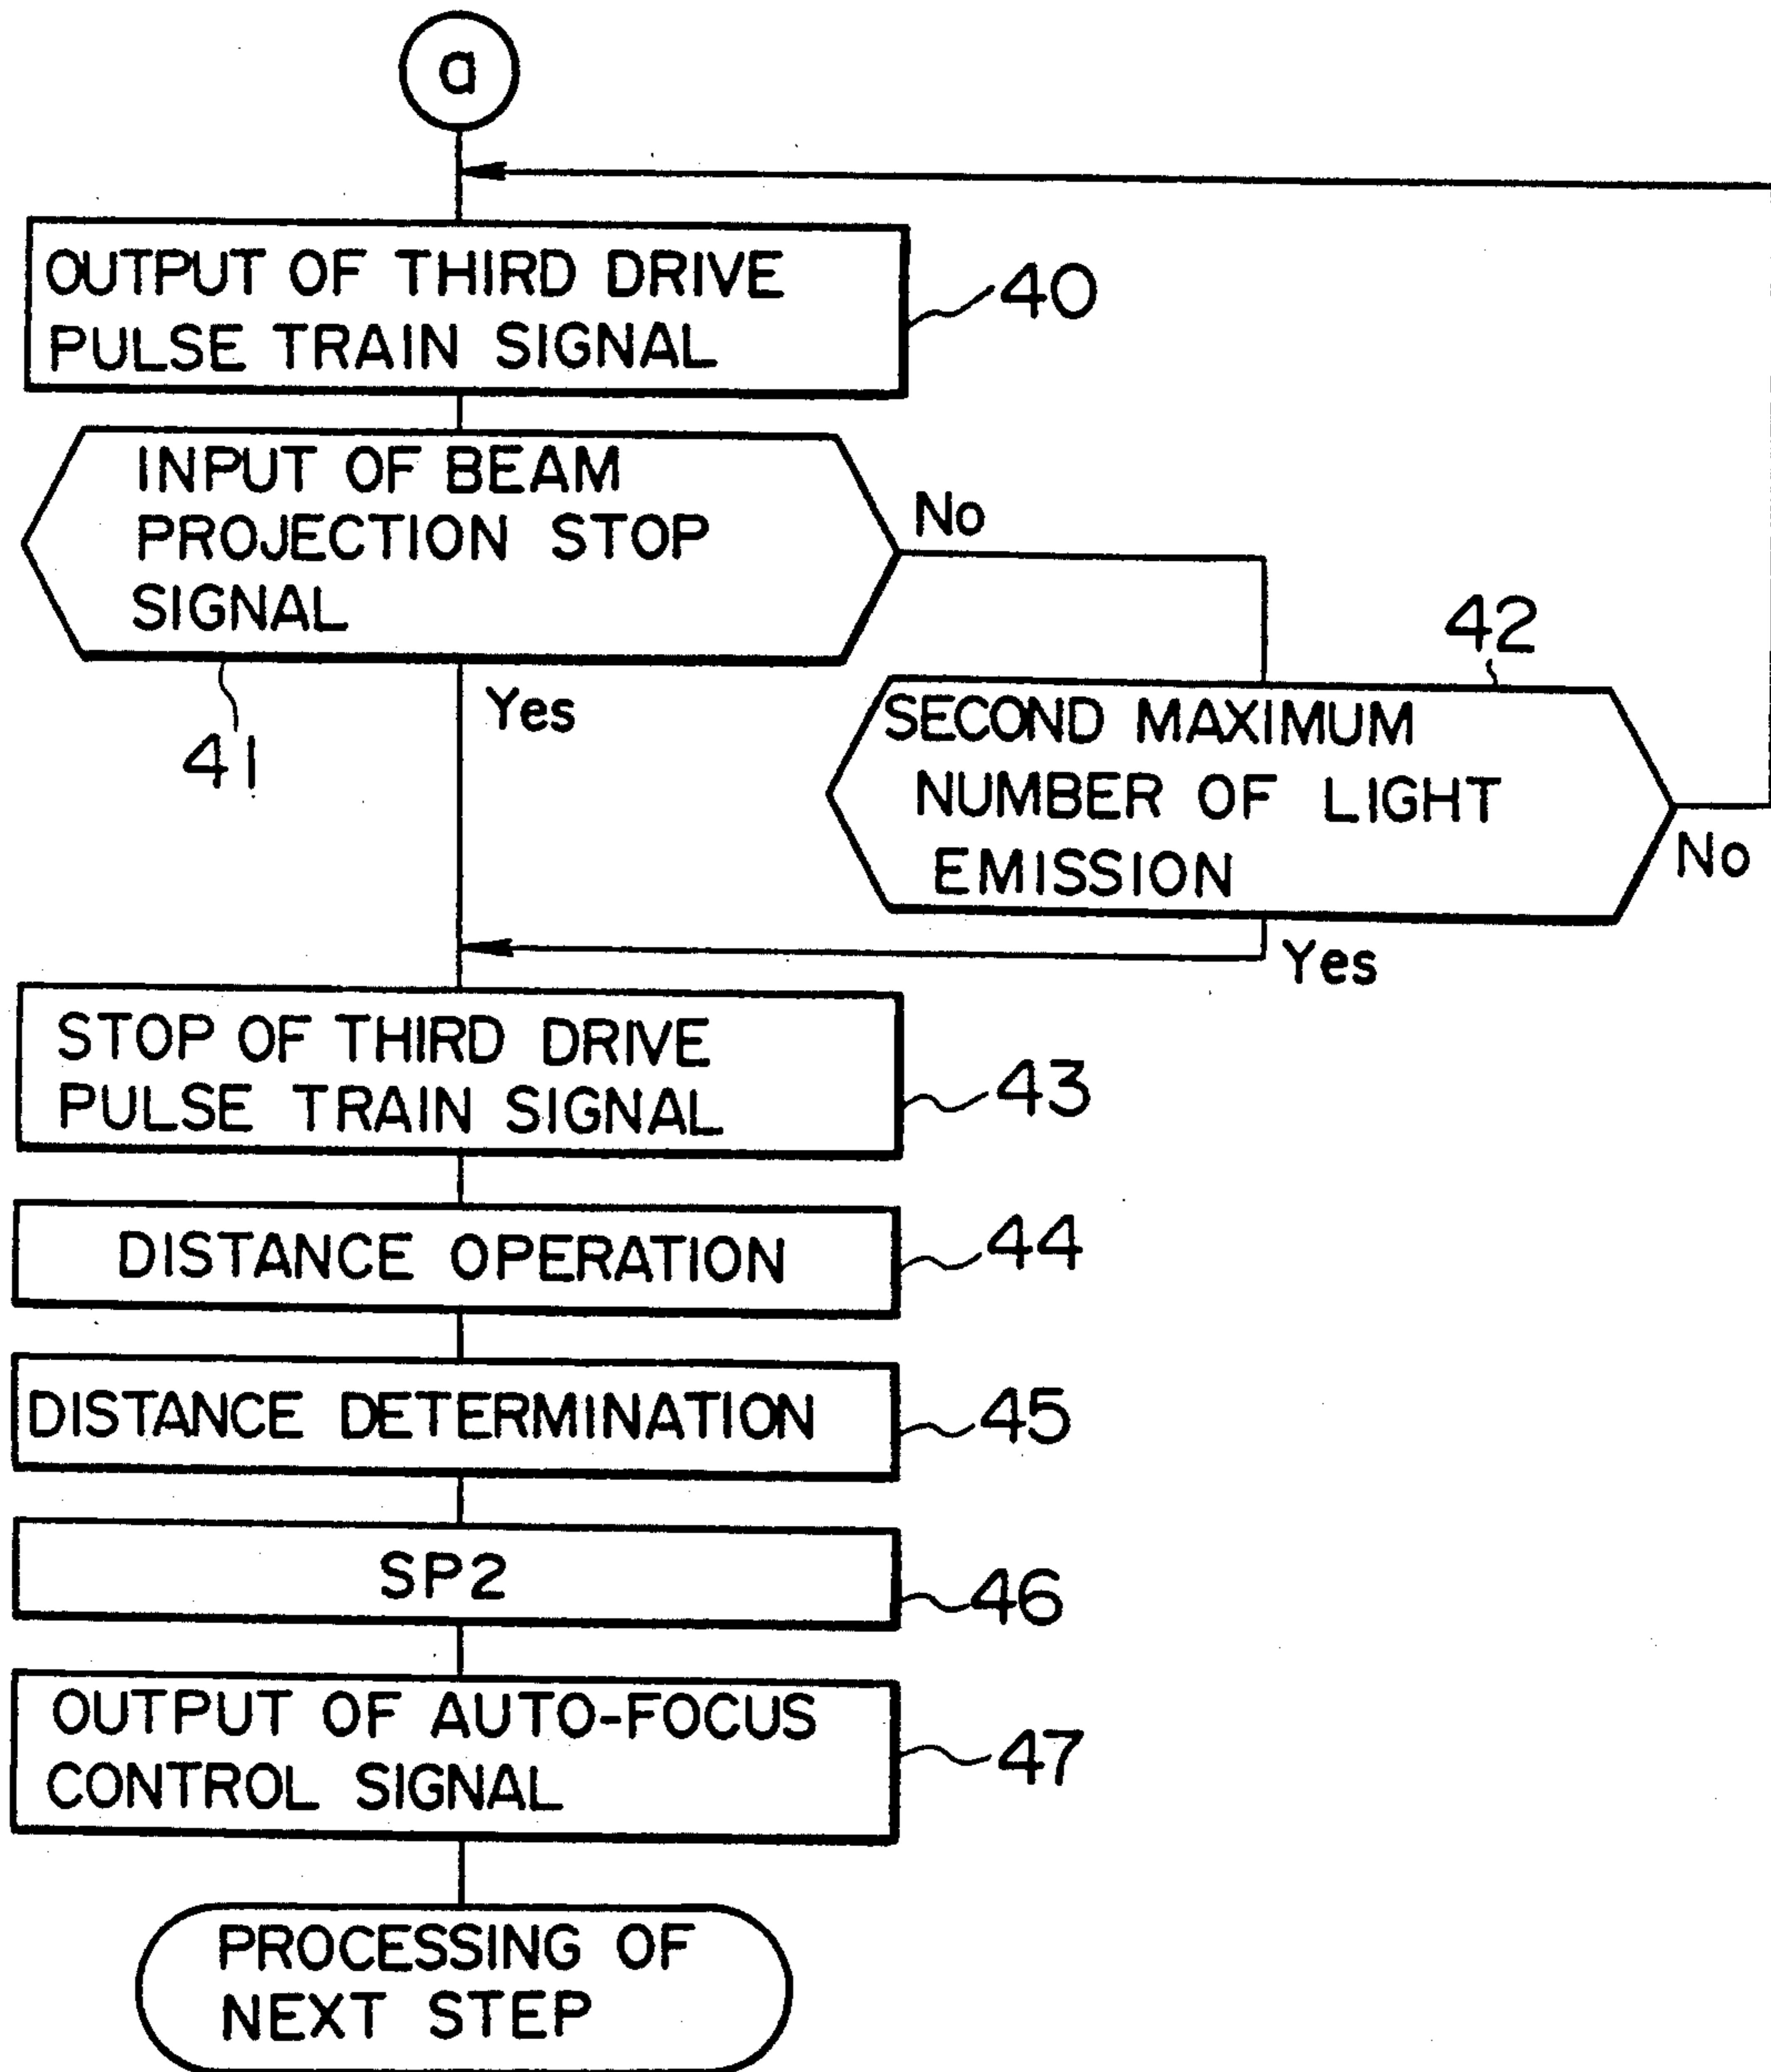 a
OUTPUT OF THIRD DRIVE
PULSE TRAIN SIGNAL
40
INPUT OF BEAM
PROJECTION STOP
SIGNAL
No
41
Yes
42
SECOND MAXIMUM
NUMBER OF LIGHT
EMISSION
No
Yes
STOP OF THIRD DRIVE
PULSE TRAIN SIGNAL
43
DISTANCE OPERATION
44
DISTANCE DETERMINATION
45
SP2
46
OUTPUT OF AUTO-FOCUS
CONTROL SIGNAL
47
PROCESSING OF
NEXT STEP